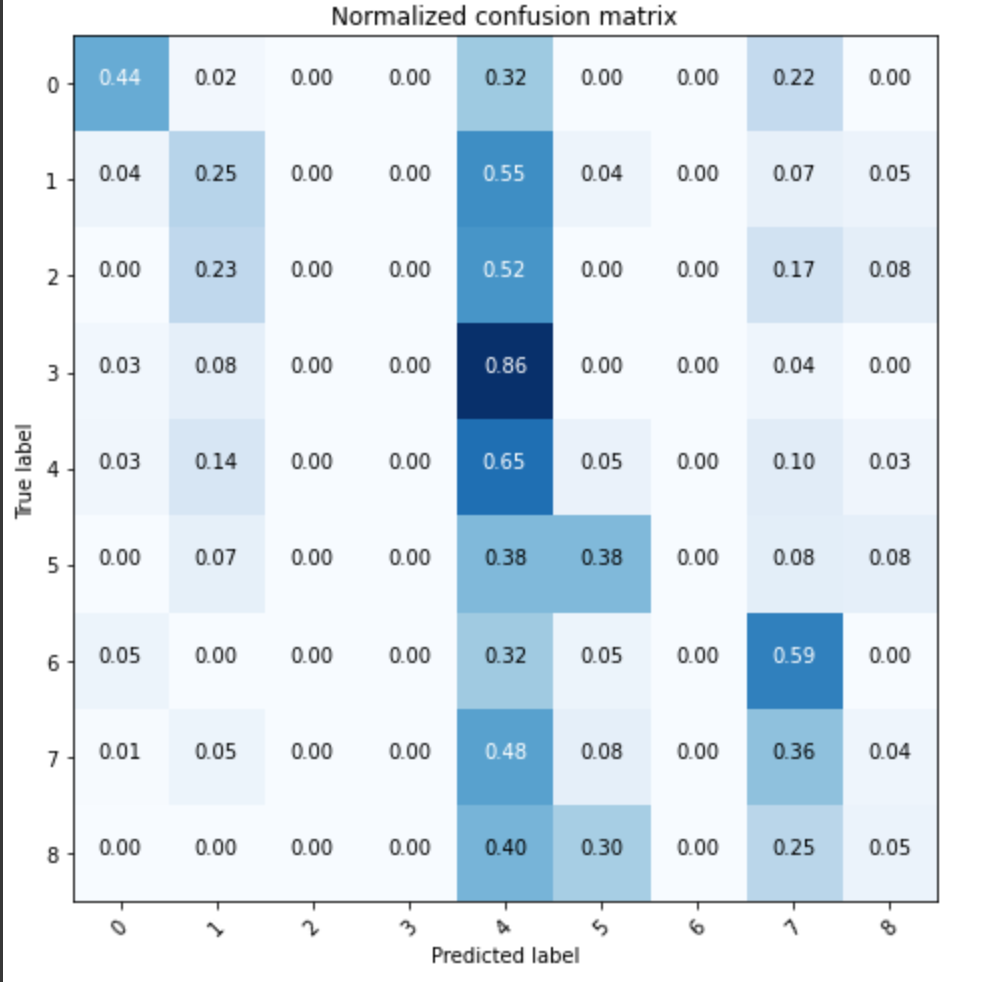 Normalized confusion matrix
True label
0 0.44 0.02 0.00 0.00 0.32 0.00 0.00 0.22 0.00
1 0.04 0.25 0.00 0.00 0.55 0.04 0.00 0.07 0.05
2 0.00 0.23 0.00 0.00 0.52 0.00 0.00 0.17 0.08
3 0.03 0.08 0.00 0.00 0.86 0.00 0.00 0.04 0.00
4 0.03 0.14 0.00 0.00 0.65 0.05 0.00 0.10 0.03
5 0.00 0.07 0.00 0.00 0.38 0.38 0.00 0.08 0.08
6 0.05 0.00 0.00 0.00 0.32 0.05 0.00 0.59 0.00
7 0.01 0.05 0.00 0.00 0.48 0.08 0.00 0.36 0.04
8 0.00 0.00 0.00 0.00 0.40 0.30 0.00 0.25 0.05
0 1 2 3 4 5 6 7 8
Predicted label